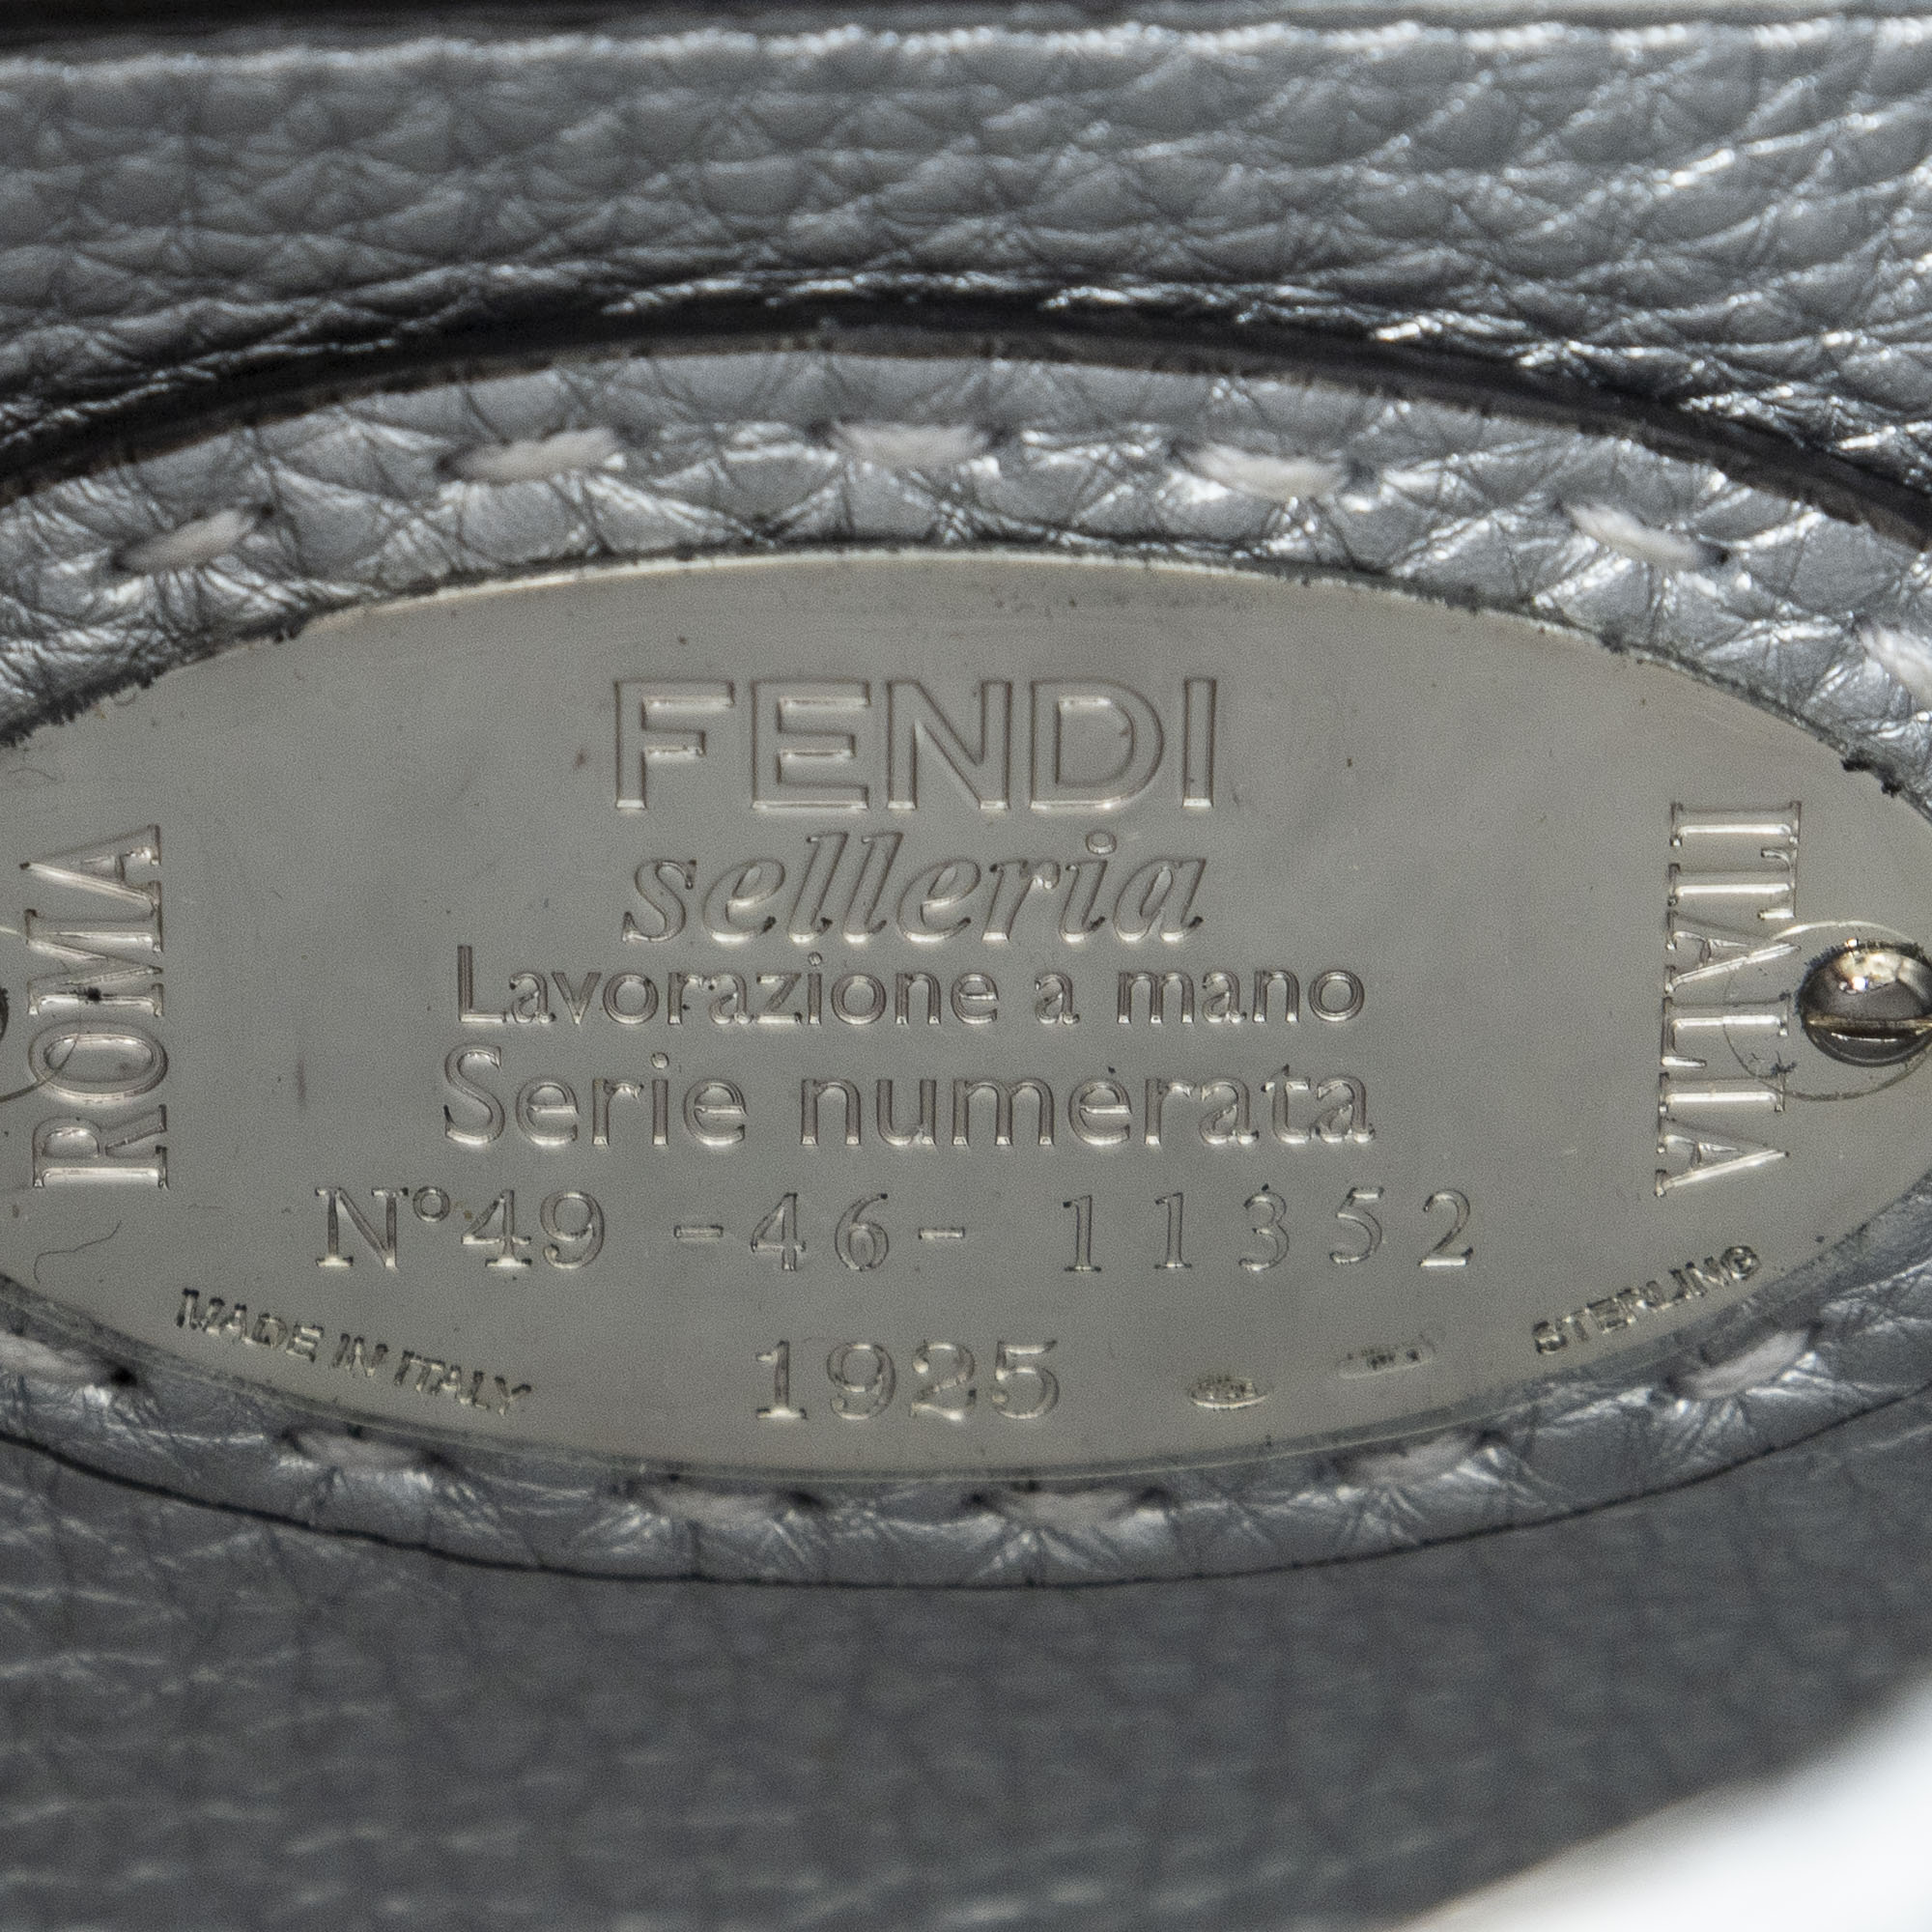 FENDI
selleria
Lavorazione a mano
Serie numerata
N°49 -46- 11352
1925
ROMA
ITALIA
MADE IN ITALY
STERLING